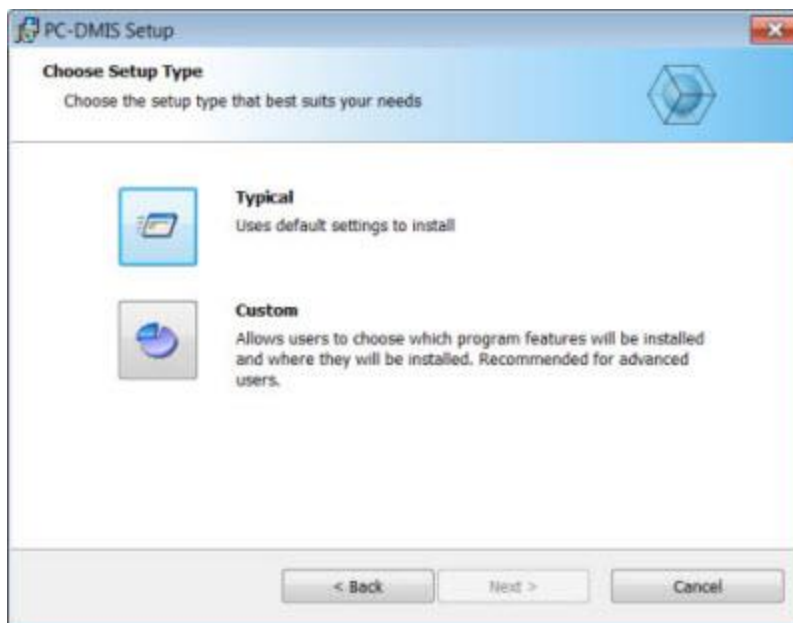 PC-DMIS Setup
Choose Setup Type
Choose the setup type that best suits your needs
Typical
Uses default settings to install
Custom
Allows users to choose which program features will be installed
and where they will be installed. Recommended for advanced
users.
< Back
Next >
Cancel